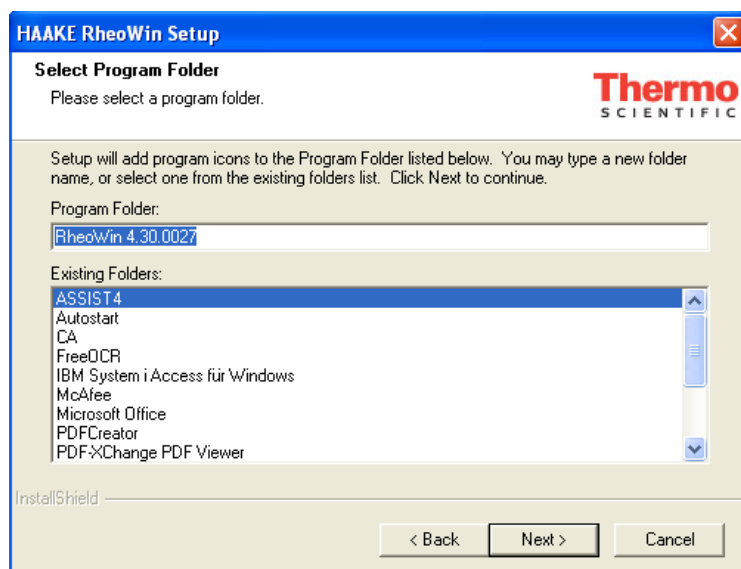 HAAKE RheoWin Setup
Select Program Folder
Please select a program folder.
Thermo
SCIENTIFIC
Setup will add program icons to the Program Folder listed below. You may type a new folder
name, or select one from the existing folders list. Click Next to continue.
Program Folder:
RheoWin 4.30.0027
Existing Folders:
ASSIST4
Autostart
CA
FreeOCR
IBM System i Access für Windows
McAfee
Microsoft Office
PDFCreator
PDF-XChange PDF Viewer
InstallShield
< Back
Next >
Cancel